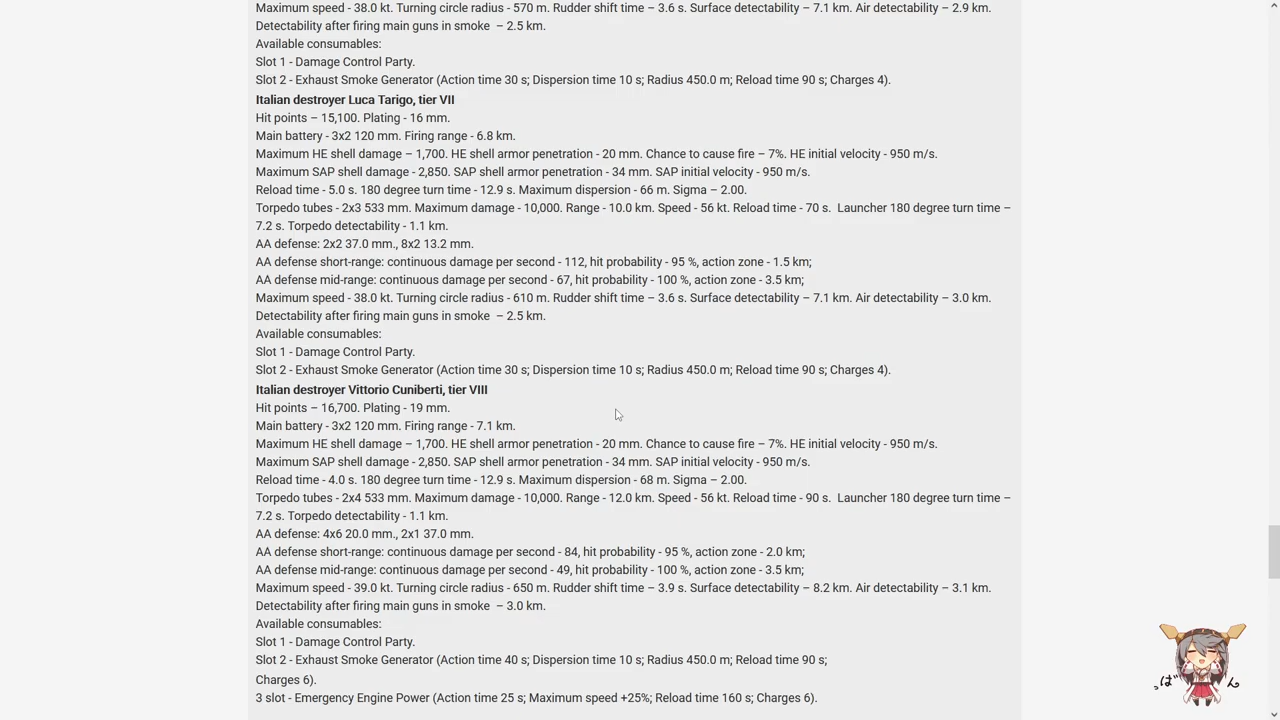 Maximum speed - 38.0 kt. Turning circle radius - 570 m. Rudder shift time – 3.6 s. Surface detectability – 7.1 km. Air detectability – 2.9 km.
Detectability after firing main guns in smoke  – 2.5 km.
Available consumables:
Slot 1 - Damage Control Party.
Slot 2 - Exhaust Smoke Generator (Action time 30 s; Dispersion time 10 s; Radius 450.0 m; Reload time 90 s; Charges 4).
Italian destroyer Luca Tarigo, tier VII
Hit points – 15,100. Plating - 16 mm.
Main battery - 3x2 120 mm. Firing range - 6.8 km.
Maximum HE shell damage – 1,700. HE shell armor penetration - 20 mm. Chance to cause fire – 7%. HE initial velocity - 950 m/s.
Maximum SAP shell damage - 2,850. SAP shell armor penetration - 34 mm. SAP initial velocity - 950 m/s.
Reload time - 5.0 s. 180 degree turn time - 12.9 s. Maximum dispersion - 66 m. Sigma – 2.00.
Torpedo tubes - 2x3 533 mm. Maximum damage - 10,000. Range - 10.0 km. Speed - 56 kt. Reload time - 70 s.  Launcher 180 degree turn time –
7.2 s. Torpedo detectability - 1.1 km.
AA defense: 2x2 37.0 mm., 8x2 13.2 mm.
AA defense short-range: continuous damage per second - 112, hit probability - 95 %, action zone - 1.5 km;
AA defense mid-range: continuous damage per second - 67, hit probability - 100 %, action zone - 3.5 km;
Maximum speed - 38.0 kt. Turning circle radius - 610 m. Rudder shift time – 3.6 s. Surface detectability – 7.1 km. Air detectability – 3.0 km.
Detectability after firing main guns in smoke  – 2.5 km.
Available consumables:
Slot 1 - Damage Control Party.
Slot 2 - Exhaust Smoke Generator (Action time 30 s; Dispersion time 10 s; Radius 450.0 m; Reload time 90 s; Charges 4).
Italian destroyer Vittorio Cuniberti, tier VIII
Hit points – 16,700. Plating - 19 mm.
Main battery - 3x2 120 mm. Firing range - 7.1 km.
Maximum HE shell damage – 1,700. HE shell armor penetration - 20 mm. Chance to cause fire – 7%. HE initial velocity - 950 m/s.
Maximum SAP shell damage - 2,850. SAP shell armor penetration - 34 mm. SAP initial velocity - 950 m/s.
Reload time - 4.0 s. 180 degree turn time - 12.9 s. Maximum dispersion - 68 m. Sigma – 2.00.
Torpedo tubes - 2x4 533 mm. Maximum damage - 10,000. Range - 12.0 km. Speed - 56 kt. Reload time - 90 s.  Launcher 180 degree turn time –
7.2 s. Torpedo detectability - 1.1 km.
AA defense: 4x6 20.0 mm., 2x1 37.0 mm.
AA defense short-range: continuous damage per second - 84, hit probability - 95 %, action zone - 2.0 km;
AA defense mid-range: continuous damage per second - 49, hit probability - 100 %, action zone - 3.5 km;
Maximum speed - 39.0 kt. Turning circle radius - 650 m. Rudder shift time – 3.9 s. Surface detectability – 8.2 km. Air detectability – 3.1 km.
Detectability after firing main guns in smoke  – 3.0 km.
Available consumables:
Slot 1 - Damage Control Party.
Slot 2 - Exhaust Smoke Generator (Action time 40 s; Dispersion time 10 s; Radius 450.0 m; Reload time 90 s;
Charges 6).
3 slot - Emergency Engine Power (Action time 25 s; Maximum speed +25%; Reload time 160 s; Charges 6).
っば ん